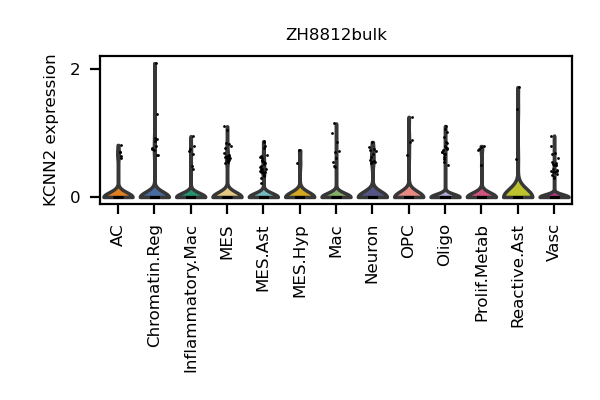 ZH8812bulk
KCNN2 expression
2
0
AC
Chromatin.Reg
Inflammatory.Mac
MES
MES.Ast
MES.Hyp
Mac
Neuron
OPC
Oligo
Prolif.Metab
Reactive.Ast
Vasc